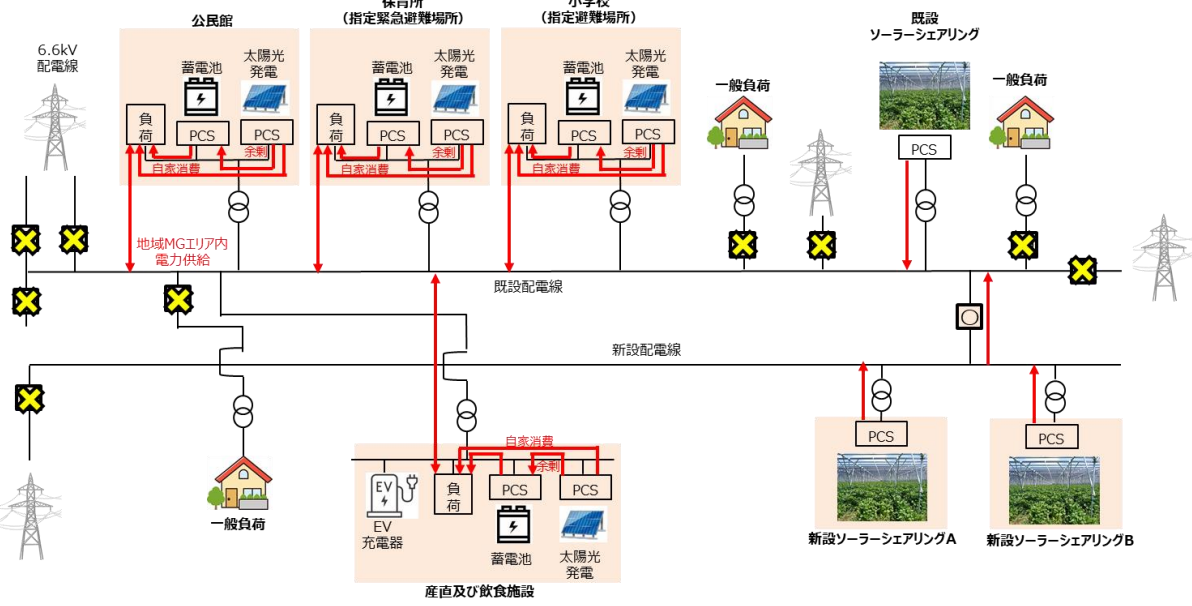 公民館
保育所
(指定緊急避難場所)
小学校
(指定避難場所)
既設
ソーラーシェアリング
6.6kV
配電線
蓄電池
太陽光
発電
負荷
PCS
PCS
余剰
自家消費
蓄電池
太陽光
発電
負荷
PCS
PCS
余剰
自家消費
蓄電池
太陽光
発電
負荷
PCS
PCS
余剰
自家消費
一般負荷
PCS
一般負荷
地域MGエリア内
電力供給
既設配電線
新設配電線
一般負荷
自家消費
余剰
EV
EV
充電器
負荷
PCS
蓄電池
PCS
太陽光
発電
産直及び飲食施設
PCS
新設ソーラーシェアリングA
PCS
新設ソーラーシェアリングB